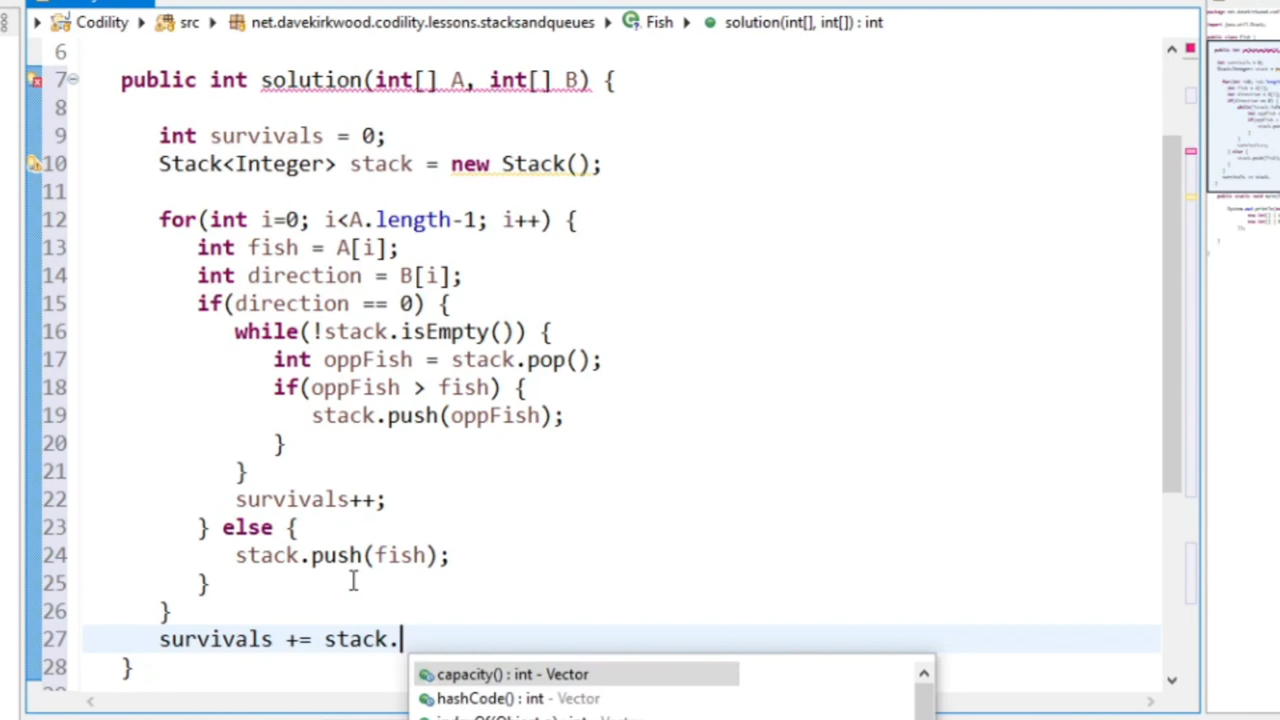 Codility src net.davekirkwood.codility.lessons.stacksandqueues Fish solution(int[], int[]) : int
6
7 public int solution(int[] A, int[] B) {
8
9 int survivals = 0;
10 Stack<Integer> stack = new Stack();
11
12 for(int i=0; i<A.length-1; i++) {
13 int fish = A[i];
14 int direction = B[i];
15 if(direction == 0) {
16 while(!stack.isEmpty()) {
17 int oppFish = stack.pop();
18 if(oppFish > fish) {
19 stack.push(oppFish);
20 }
21 }
22 survivals++;
23 } else {
24 stack.push(fish);
25 }
26 }
27 survivals += stack.
28 }
capacity() : int - Vector
hashCode() : int - Vector